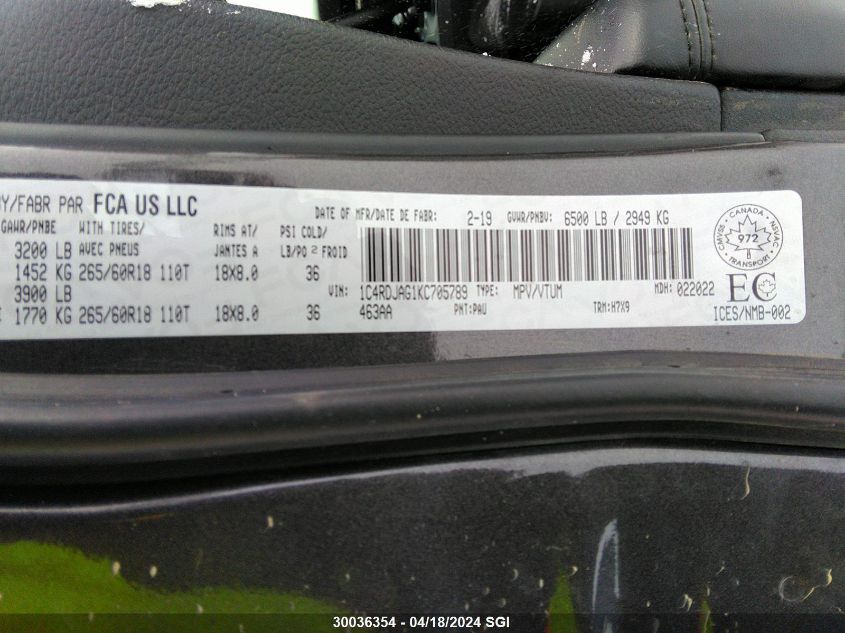 Y/FABR PAR FCA US LLC
DATE OF MFR/DATE DE FABR: 2-19 GVWR/PNBV: 6500 LB / 2949 KG
GAWR/PNBE WITH TIRES/ RIMS AT/ PSI COLD/
3200 LB AVEC PNEUS JANTES A LB/PO 2 FROID
1452 KG 265/60R18 110T 18X8.0 36
3900 LB
1770 KG 265/60R18 110T 18X8.0 36
VIN: 1C4RDJAG1KC705789 TYPE: MPV/VTUM MDH: 022022
463AA PNT:PAU TRM:H7X9
CMVSS CANADA NSVAC
972
TRANSPORT
EC
ICES/NMB-002
30036354 - 04/18/2024 SGI